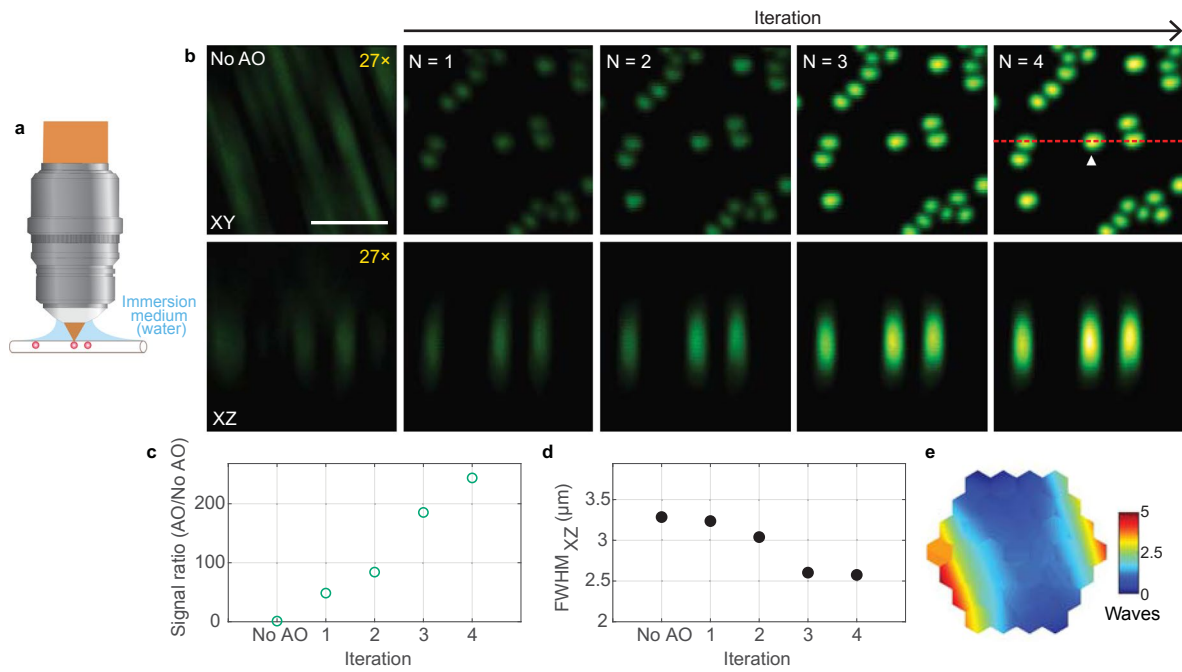 Iteration
b
No AO
27×
N = 1
N = 2
N = 3
N = 4
a
XY
27×
Immersion
medium
(water)
XZ
c
Signal ratio (AO/No AO)
200
100
0
No AO
1
2
3
4
Iteration
d
FWHM XZ (μm)
3.5
3
2.5
2
No AO
1
2
3
4
Iteration
e
5
2.5
0
Waves